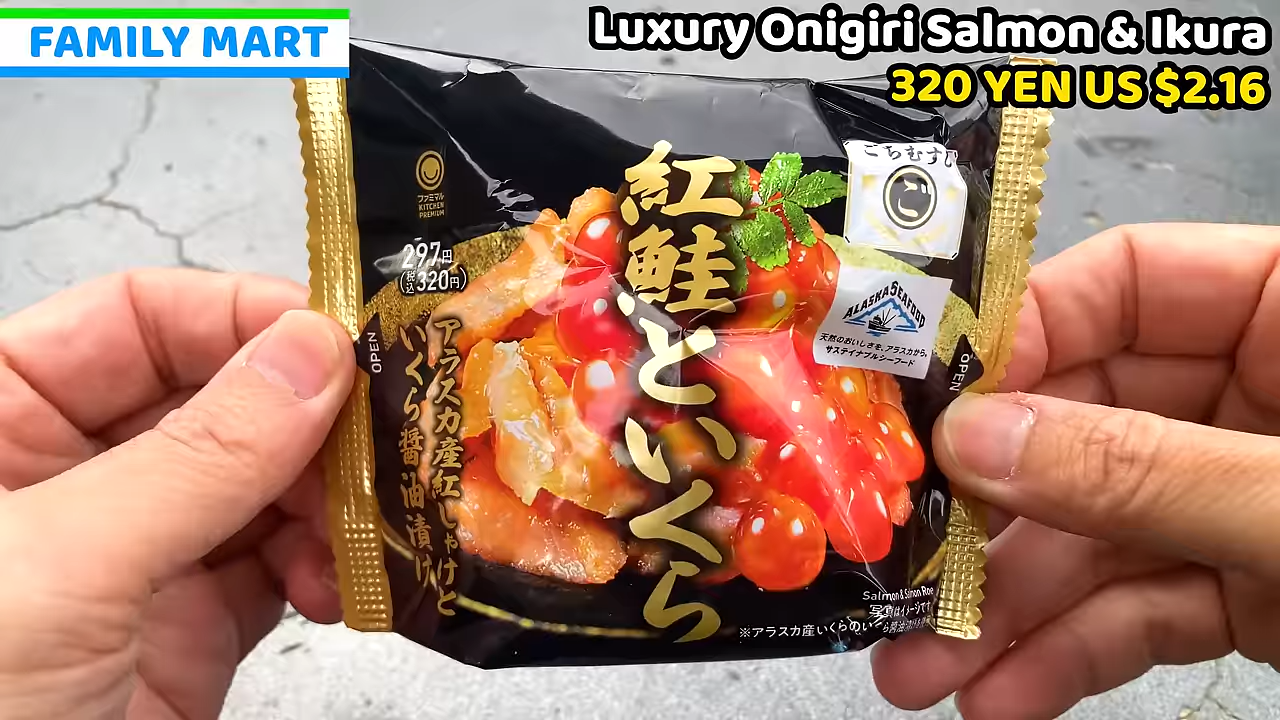 FAMILY MART
Luxury Onigiri Salmon & Ikura
320 YEN US $2.16
ごちむすび
ファミマル
KITCHEN
PREMIUM
297円
(税込320円)
紅鮭といくら
アラスカ産紅しゃけと
いくら醤油漬け
ALASKA SEAFOOD
天然のおいしさを、アラスカから。
サステイナブルシーフード
OPEN
OPEN
Salmon & Salmon Roe
写真はイメージです
※アラスカ産いくらの